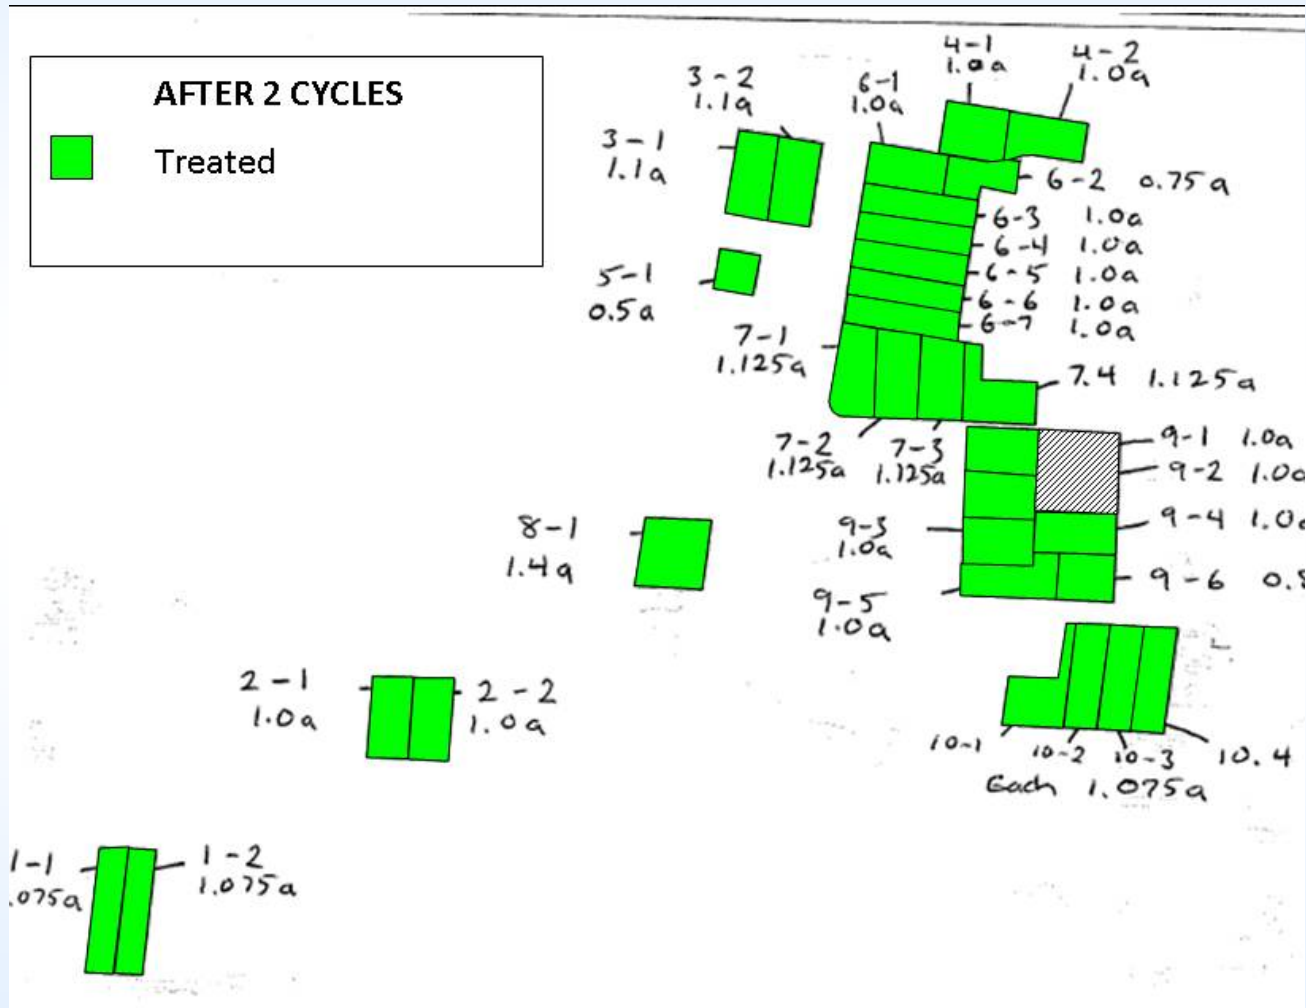 AFTER 2 CYCLES
Treated
4-1
1.0a
4-2
1.0a
3-2
1.1a
6-1
1.0a
3-1
1.1a
6-2 0.75a
6-3 1.0a
6-4 1.0a
6-5 1.0a
6-6 1.0a
6-7 1.0a
5-1
0.5a
7-1
1.125a
7.4 1.125a
7-2
1.125a
7-3
1.125a
9-1 1.0a
9-2 1.0a
9-3
1.0a
9-4 1.0a
8-1
1.4a
9-5
1.0a
9-6
2-1
1.0a
2-2
1.0a
10-1
10-2
10-3
10.4
Each 1.075a
1-1
.075a
1-2
1.075a